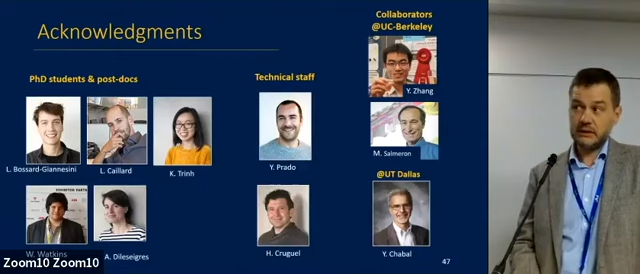 Acknowledgments
Collaborators
@UC-Berkeley
PhD students & post-docs
Technical staff
Y. Zhang
L. Bossard-Giannesini
L. Caillard
K. Trinh
Y. Prado
M. Salmeron
@UT Dallas
W. Watkins
A. Dileseigres
H. Cruguel
Y. Chabal
47
Zoom10 Zoom10